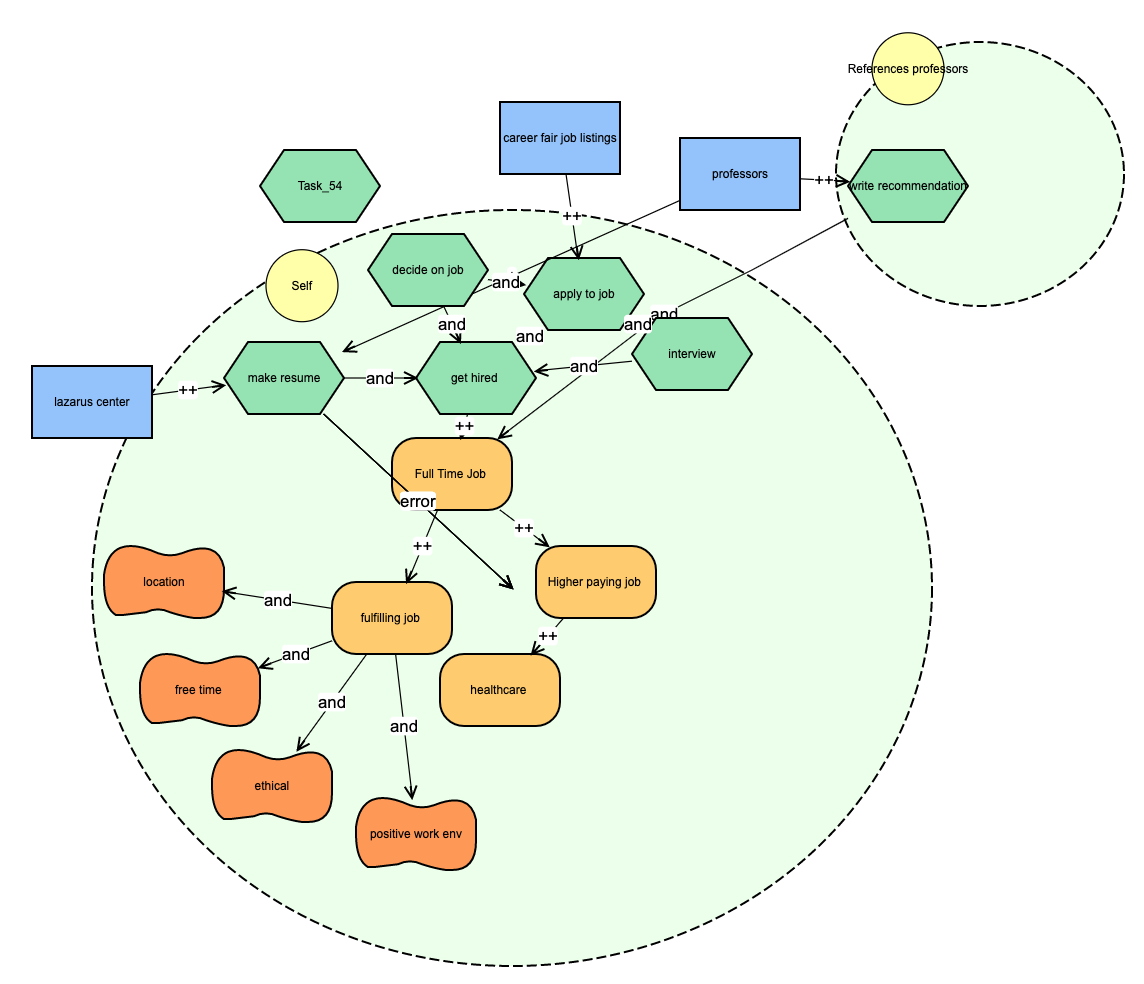 References professors
career fair job listings
professors
++
write recommendation
Task_54
++
decide on job
Self
and
apply to job
and
and
and
and
interview
make resume
and
get hired
and
lazarus center
++
++
Full Time Job
error
++
++
location
and
Higher paying job
fulfilling job
++
and
free time
healthcare
and
and
ethical
positive work env